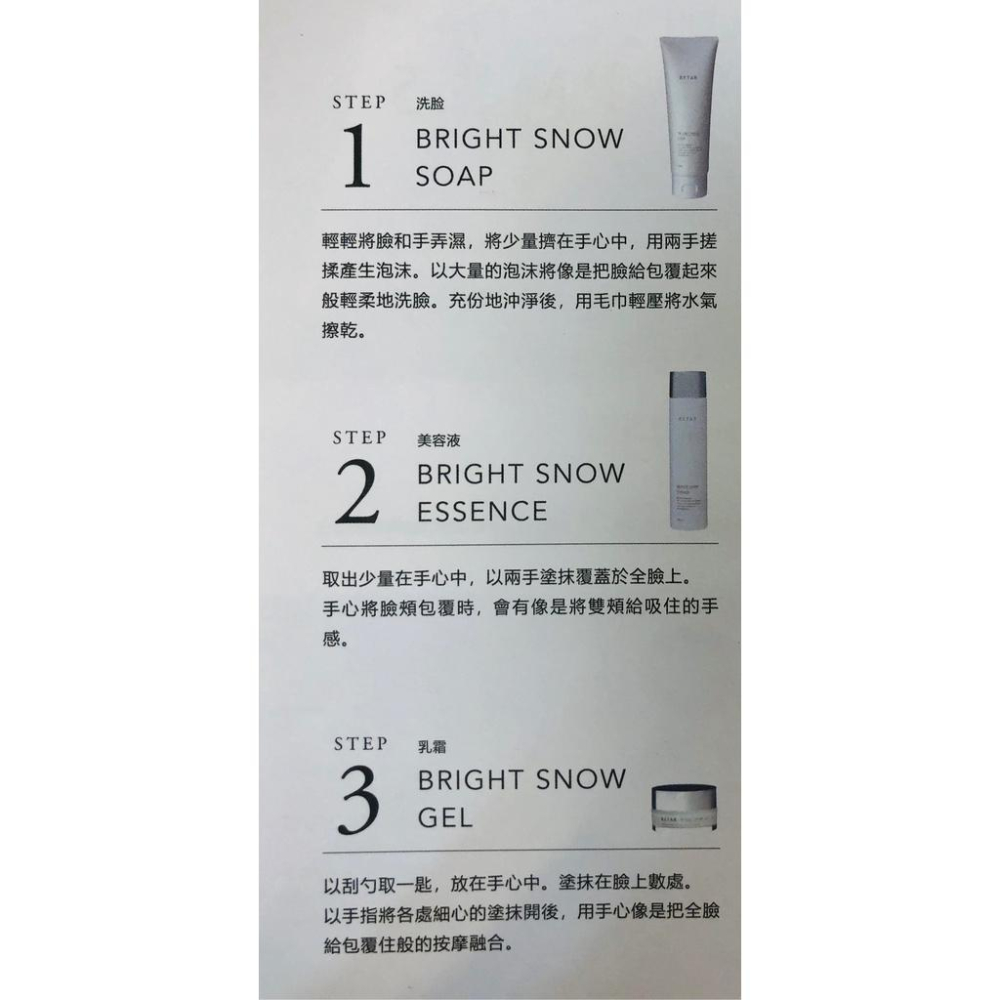 STEP 洗脸
1 BRIGHT SNOW
SOAP
輕輕將臉和手弄濕，將少量擠在手心中，用兩手搓
揉產生泡沫。以大量的泡沫將像是把臉給包覆起來
般輕柔地洗臉。充份地沖淨後，用毛巾輕壓將水氣
擦乾。
STEP 美容液
2 BRIGHT SNOW
ESSENCE
取出少量在手心中，以兩手塗抹覆蓋於全臉上。
手心將臉頰包覆時，會有像是將雙頰給吸住的手
感。
STEP 乳霜
3 BRIGHT SNOW
GEL
以刮勺取一匙，放在手心中。塗抹在臉上數處。
以手指將各處細心的塗抹開後，用手心像是把全臉
給包覆住般的按摩融合。